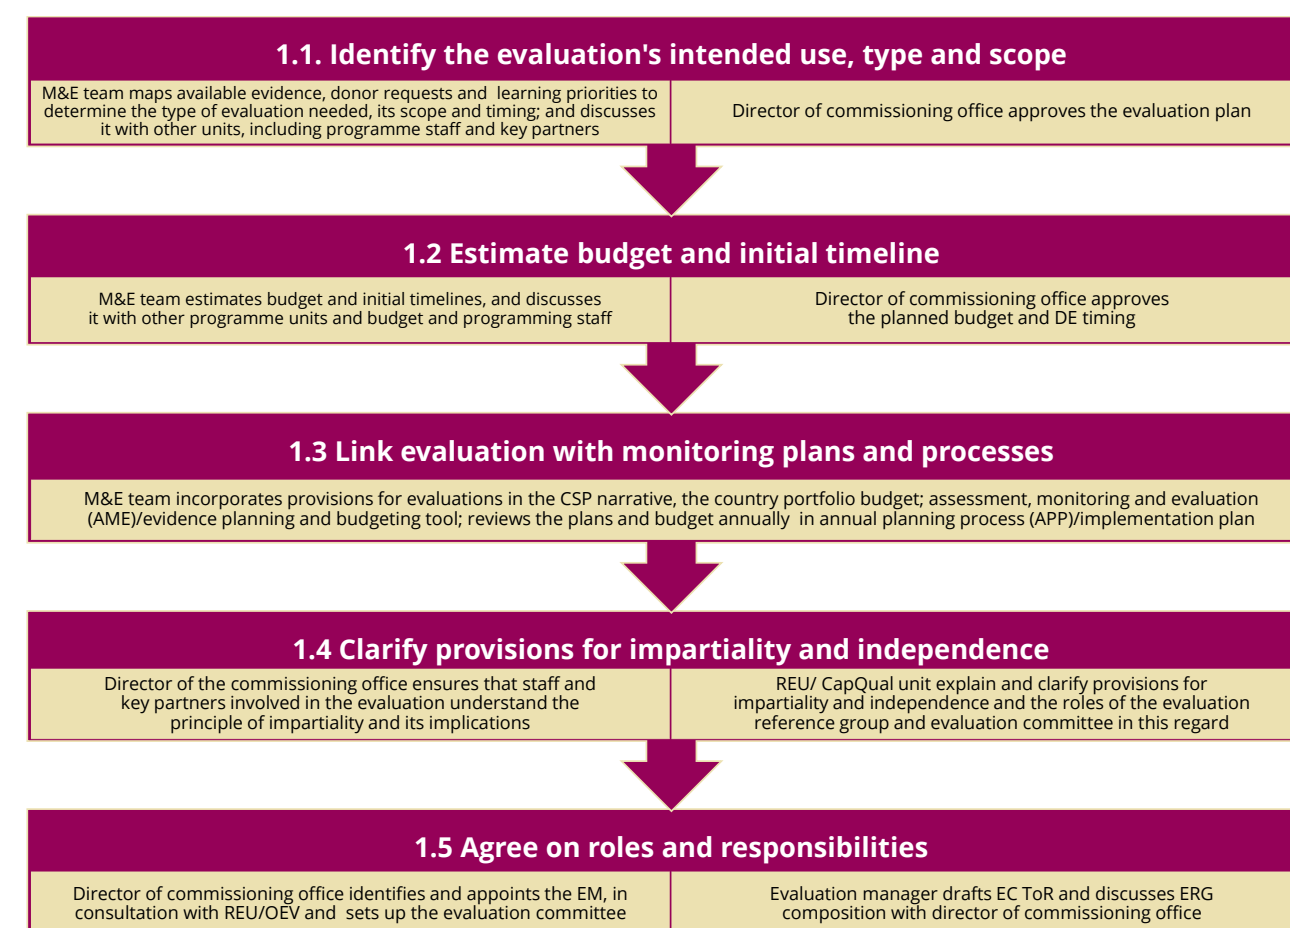 1.1. Identify the evaluation's intended use, type and scope
M&E team maps available evidence, donor requests and learning priorities to
determine the type of evaluation needed, its scope and timing; and discusses
it with other units, including programme staff and key partners
Director of commissioning office approves the evaluation plan
1.2 Estimate budget and initial timeline
M&E team estimates budget and initial timelines, and discusses
it with other programme units and budget and programming staff
Director of commissioning office approves
the planned budget and DE timing
1.3 Link evaluation with monitoring plans and processes
M&E team incorporates provisions for evaluations in the CSP narrative, the country portfolio budget; assessment, monitoring and evaluation
(AME)/evidence planning and budgeting tool; reviews the plans and budget annually in annual planning process (APP)/implementation plan
1.4 Clarify provisions for impartiality and independence
Director of the commissioning office ensures that staff and
key partners involved in the evaluation understand the
principle of impartiality and its implications
REU/ CapQual unit explain and clarify provisions for
impartiality and independence and the roles of the evaluation
reference group and evaluation committee in this regard
1.5 Agree on roles and responsibilities
Director of commissioning office identifies and appoints the EM, in
consultation with REU/OEV and sets up the evaluation committee
Evaluation manager drafts EC ToR and discusses ERG
composition with director of commissioning office